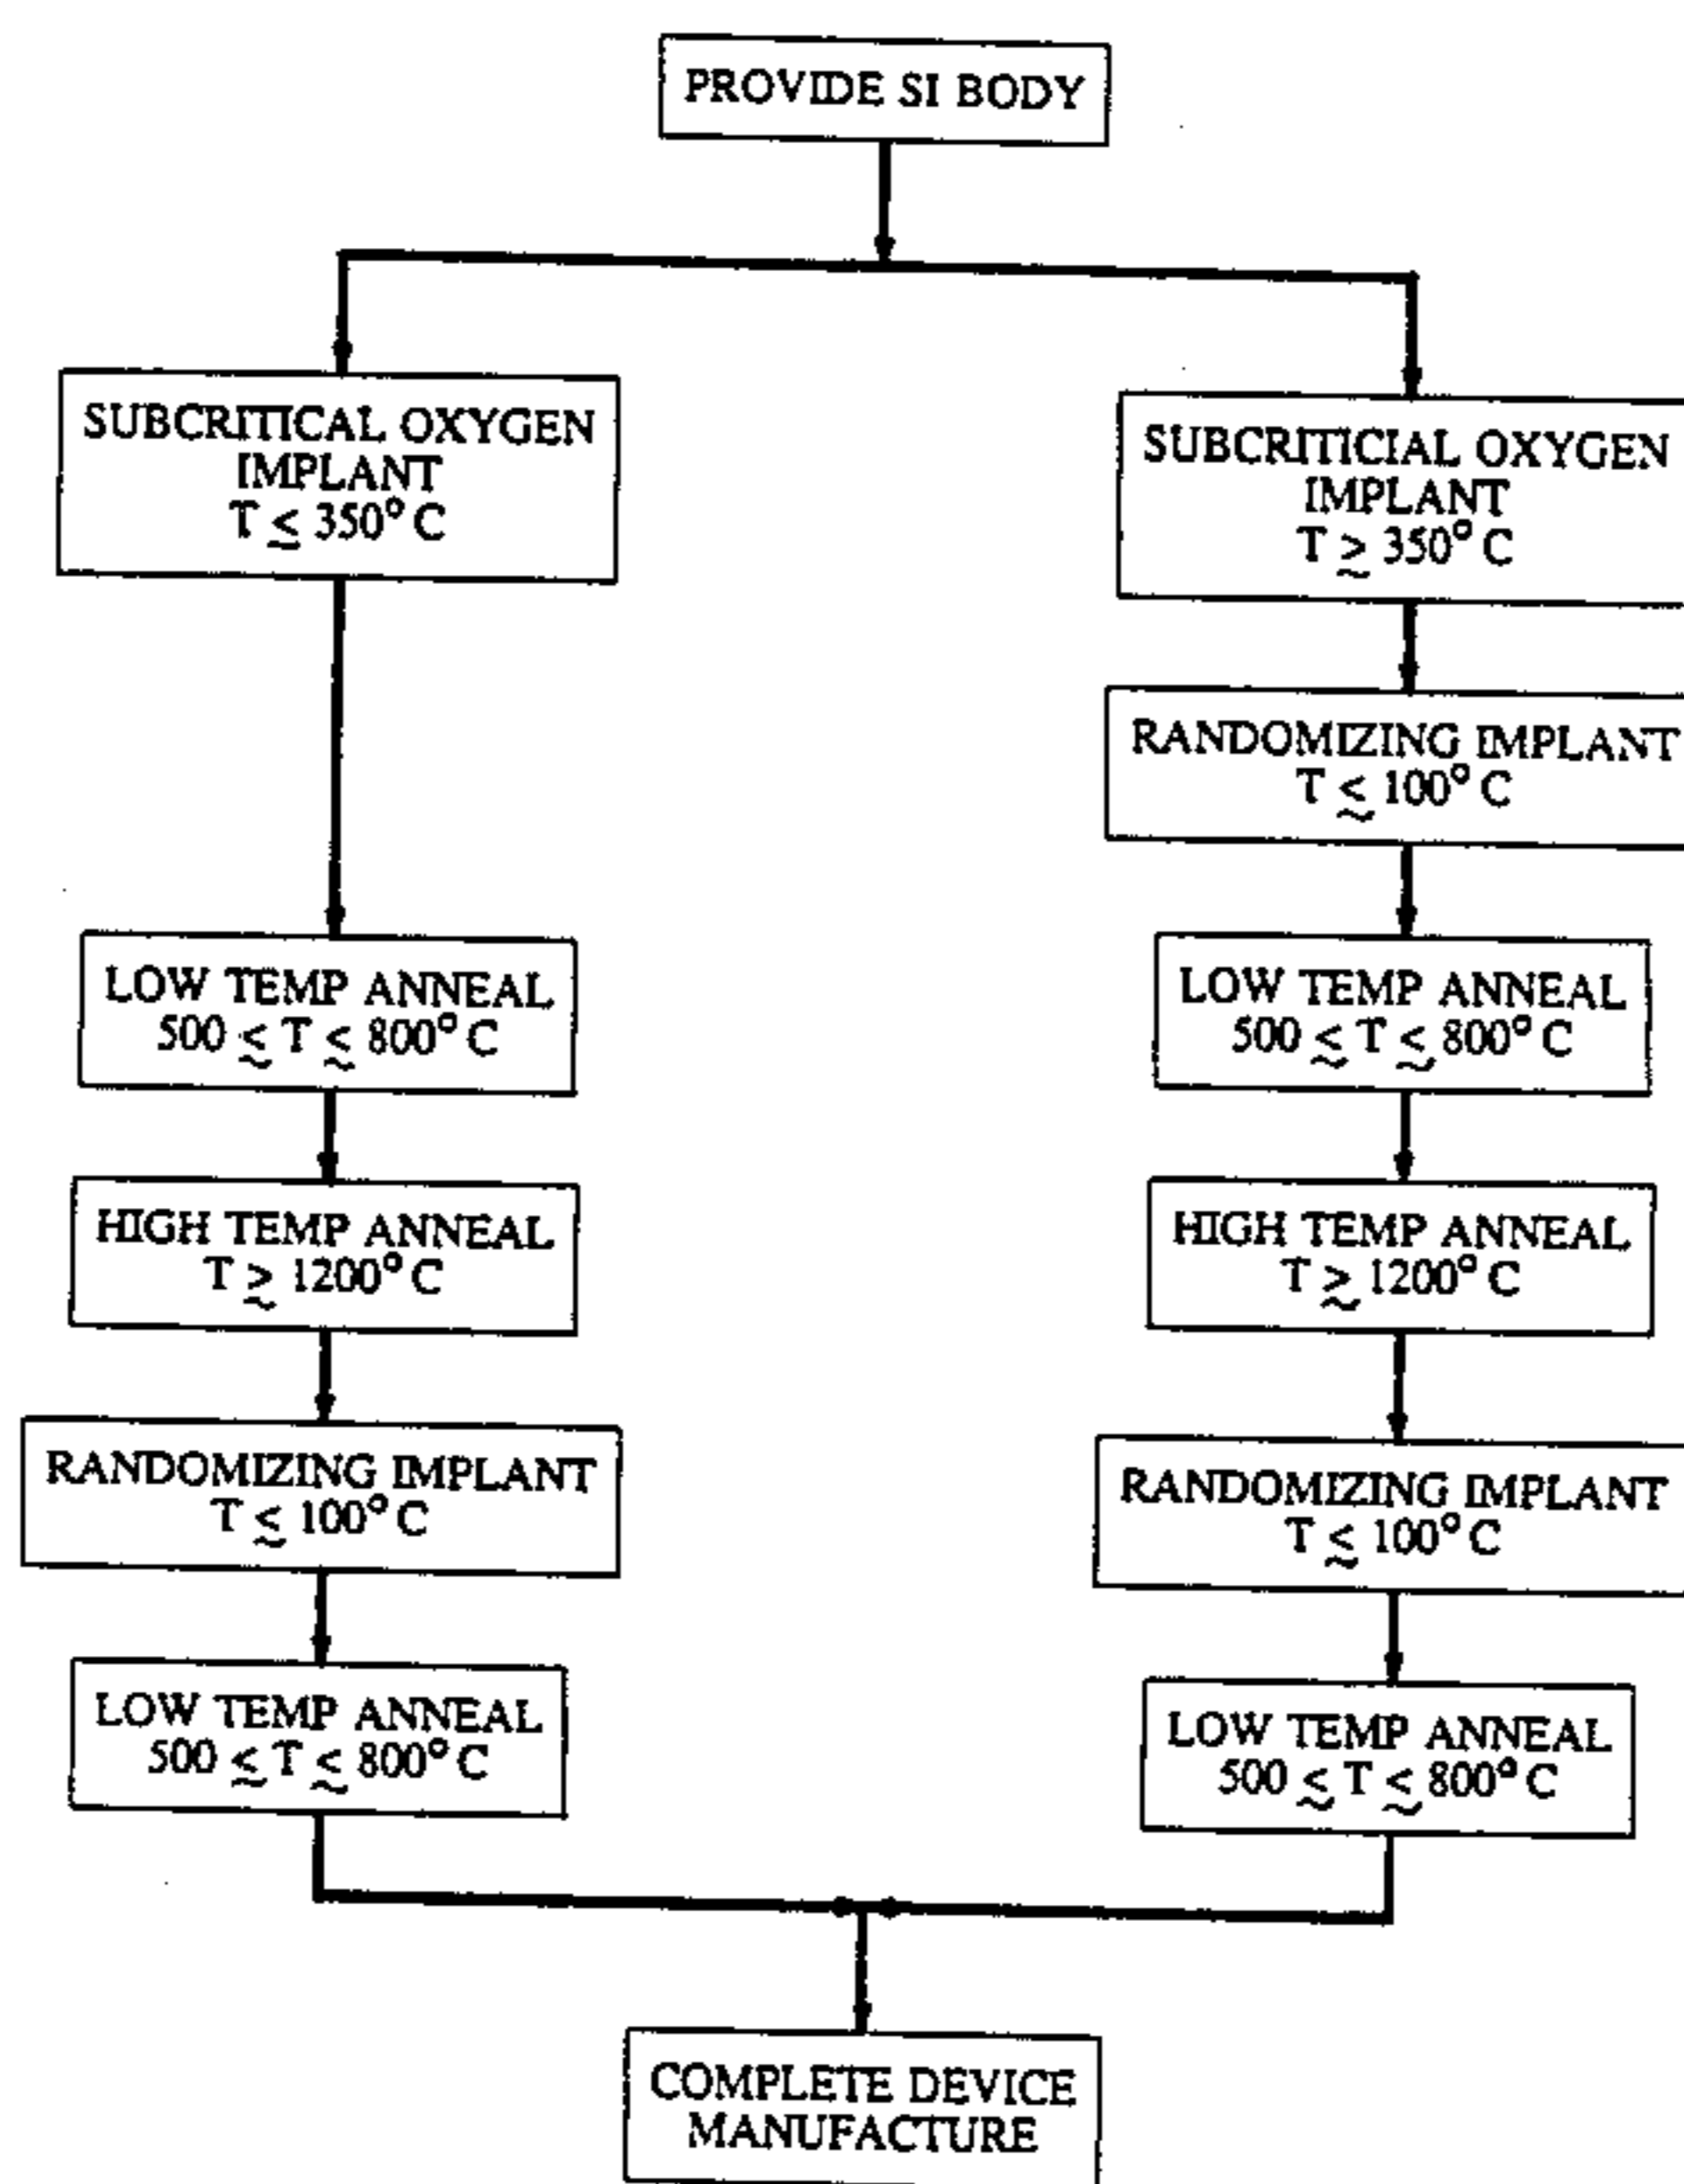 PROVIDE SI BODY
SUBCRITICAL OXYGEN
IMPLANT
T ≲ 350° C
LOW TEMP ANNEAL
500 ≲ T ≲ 800° C
HIGH TEMP ANNEAL
T ≳ 1200° C
RANDOMIZING IMPLANT
T ≲ 100° C
LOW TEMP ANNEAL
500 ≲ T ≲ 800° C
SUBCRITICIAL OXYGEN
IMPLANT
T ≳ 350° C
RANDOMIZING IMPLANT
T ≲ 100° C
LOW TEMP ANNEAL
500 ≲ T ≲ 800° C
HIGH TEMP ANNEAL
T ≳ 1200° C
RANDOMIZING IMPLANT
T ≲ 100° C
LOW TEMP ANNEAL
500 ≲ T ≲ 800° C
COMPLETE DEVICE
MANUFACTURE